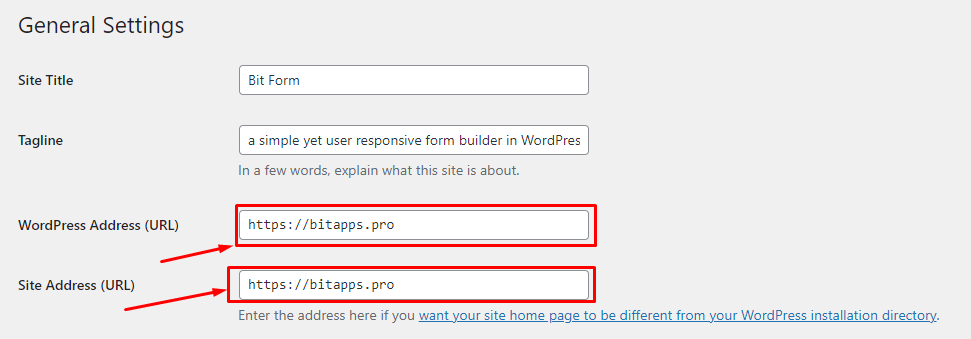 General Settings
Site Title
Bit Form
Tagline
a simple yet user responsive form builder in WordPres
In a few words, explain what this site is about.
WordPress Address (URL)
https://bitapps.pro
Site Address (URL)
https://bitapps.pro
Enter the address here if you want your site home page to be different from your WordPress installation directory.